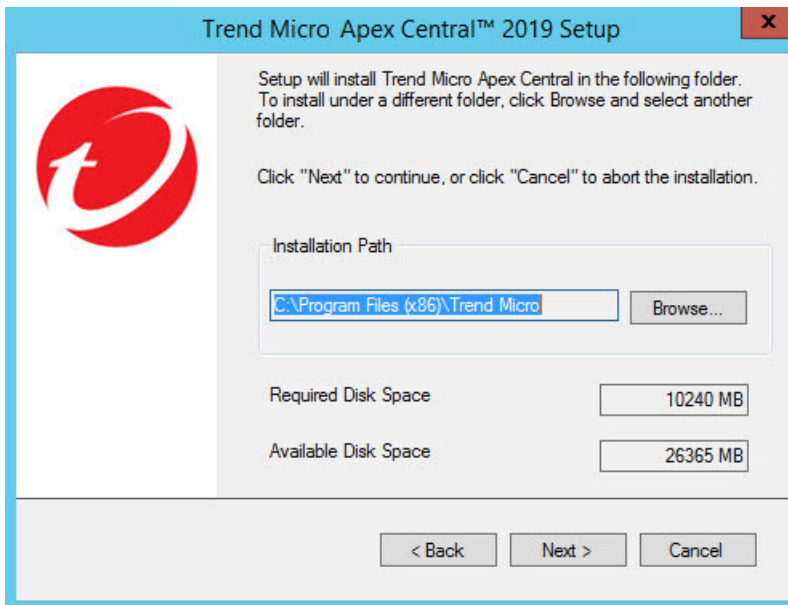 Trend Micro Apex Central™ 2019 Setup
x
Setup will install Trend Micro Apex Central in the following folder.
To install under a different folder, click Browse and select another
folder.
Click "Next" to continue, or click "Cancel" to abort the installation.
Installation Path
C:\Program Files (x86)\Trend Micro
Browse...
Required Disk Space
10240 MB
Available Disk Space
26365 MB
< Back
Next >
Cancel